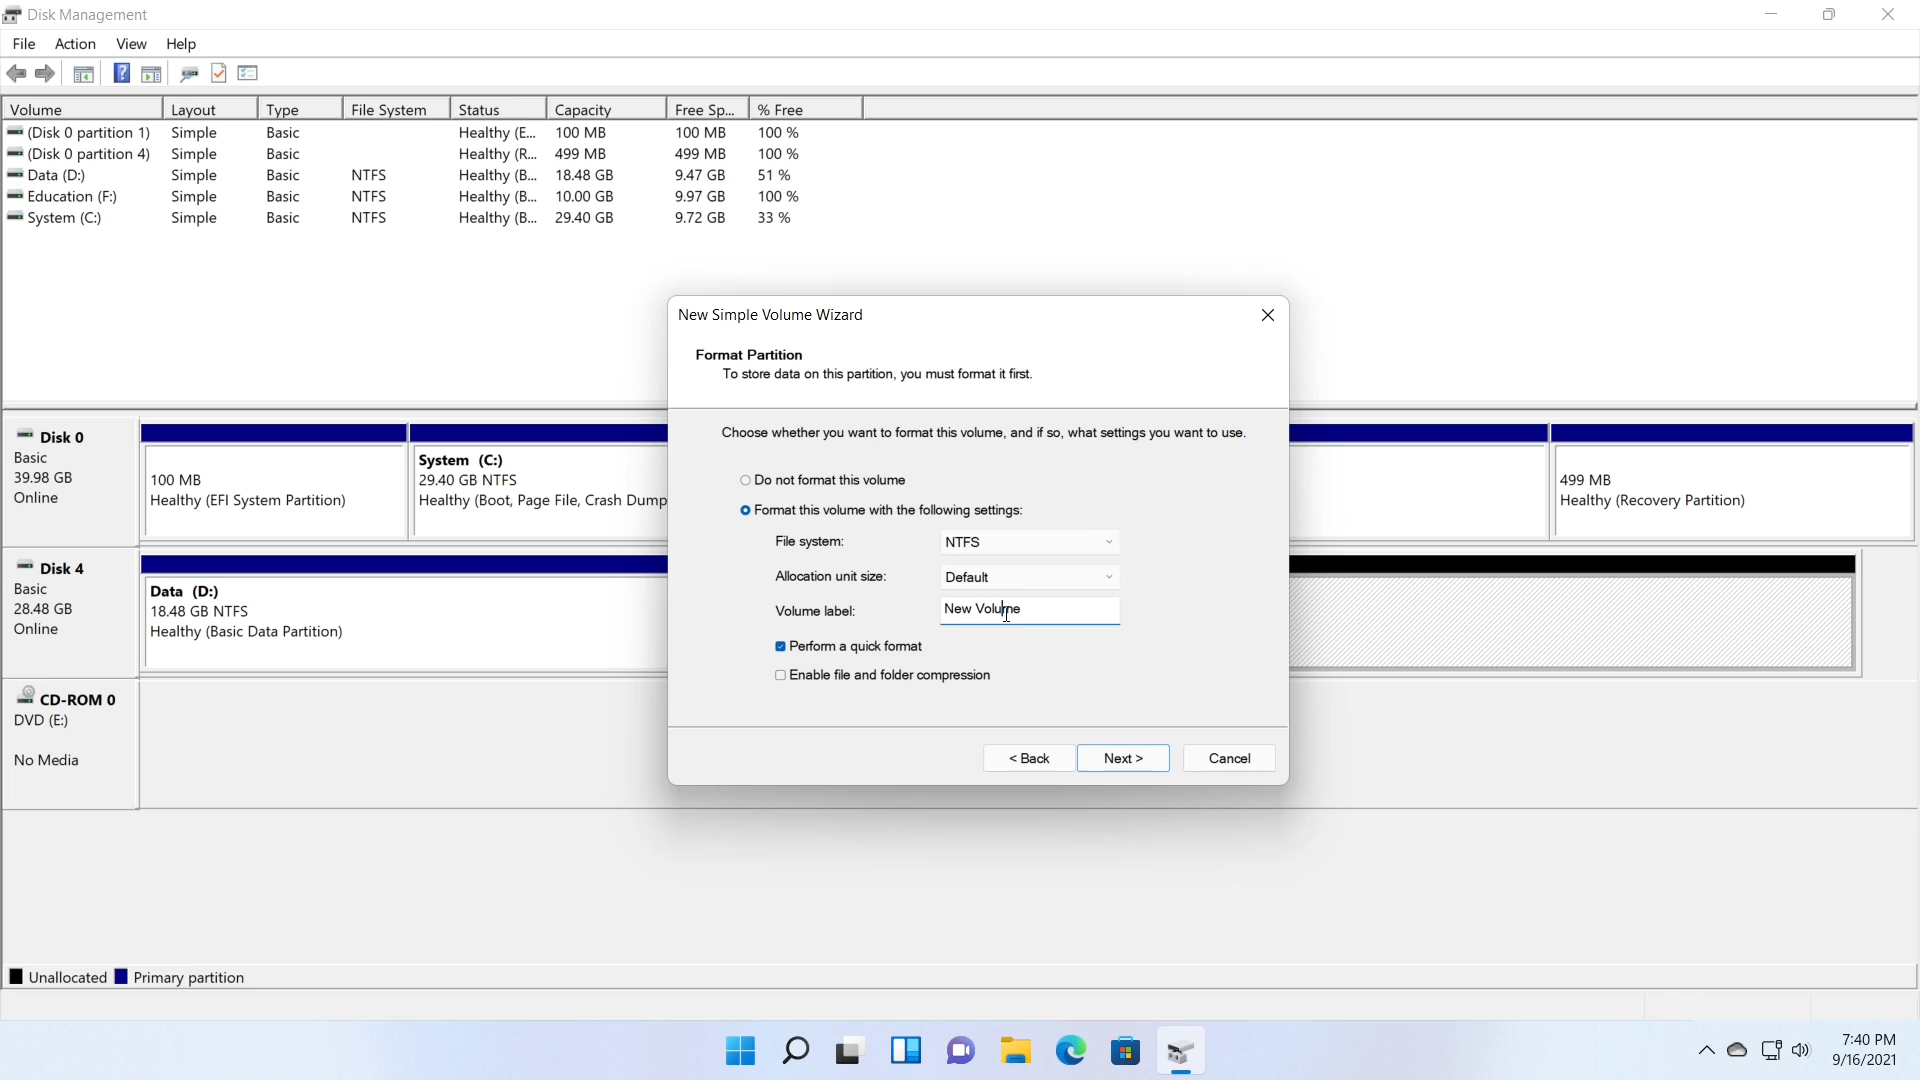 Disk Management
File Action View Help
Volume Layout Type File System Status Capacity Free Sp... % Free
(Disk 0 partition 1) Simple Basic Healthy (E... 100 MB 100 MB 100 %
(Disk 0 partition 4) Simple Basic Healthy (R... 499 MB 499 MB 100 %
Data (D:) Simple Basic NTFS Healthy (B... 18.48 GB 9.47 GB 51 %
Education (F:) Simple Basic NTFS Healthy (B... 10.00 GB 9.97 GB 100 %
System (C:) Simple Basic NTFS Healthy (B... 29.40 GB 9.72 GB 33 %
New Simple Volume Wizard
Format Partition
To store data on this partition, you must format it first.
Choose whether you want to format this volume, and if so, what settings you want to use.
Do not format this volume
Format this volume with the following settings:
File system: NTFS
Allocation unit size: Default
Volume label: New Volume
Perform a quick format
Enable file and folder compression
< Back Next > Cancel
Disk 0
Basic
39.98 GB
Online
100 MB
Healthy (EFI System Partition)
System (C:)
29.40 GB NTFS
Healthy (Boot, Page File, Crash Dump
499 MB
Healthy (Recovery Partition)
Disk 4
Basic
28.48 GB
Online
Data (D:)
18.48 GB NTFS
Healthy (Basic Data Partition)
CD-ROM 0
DVD (E:)
No Media
Unallocated Primary partition
7:40 PM
9/16/2021